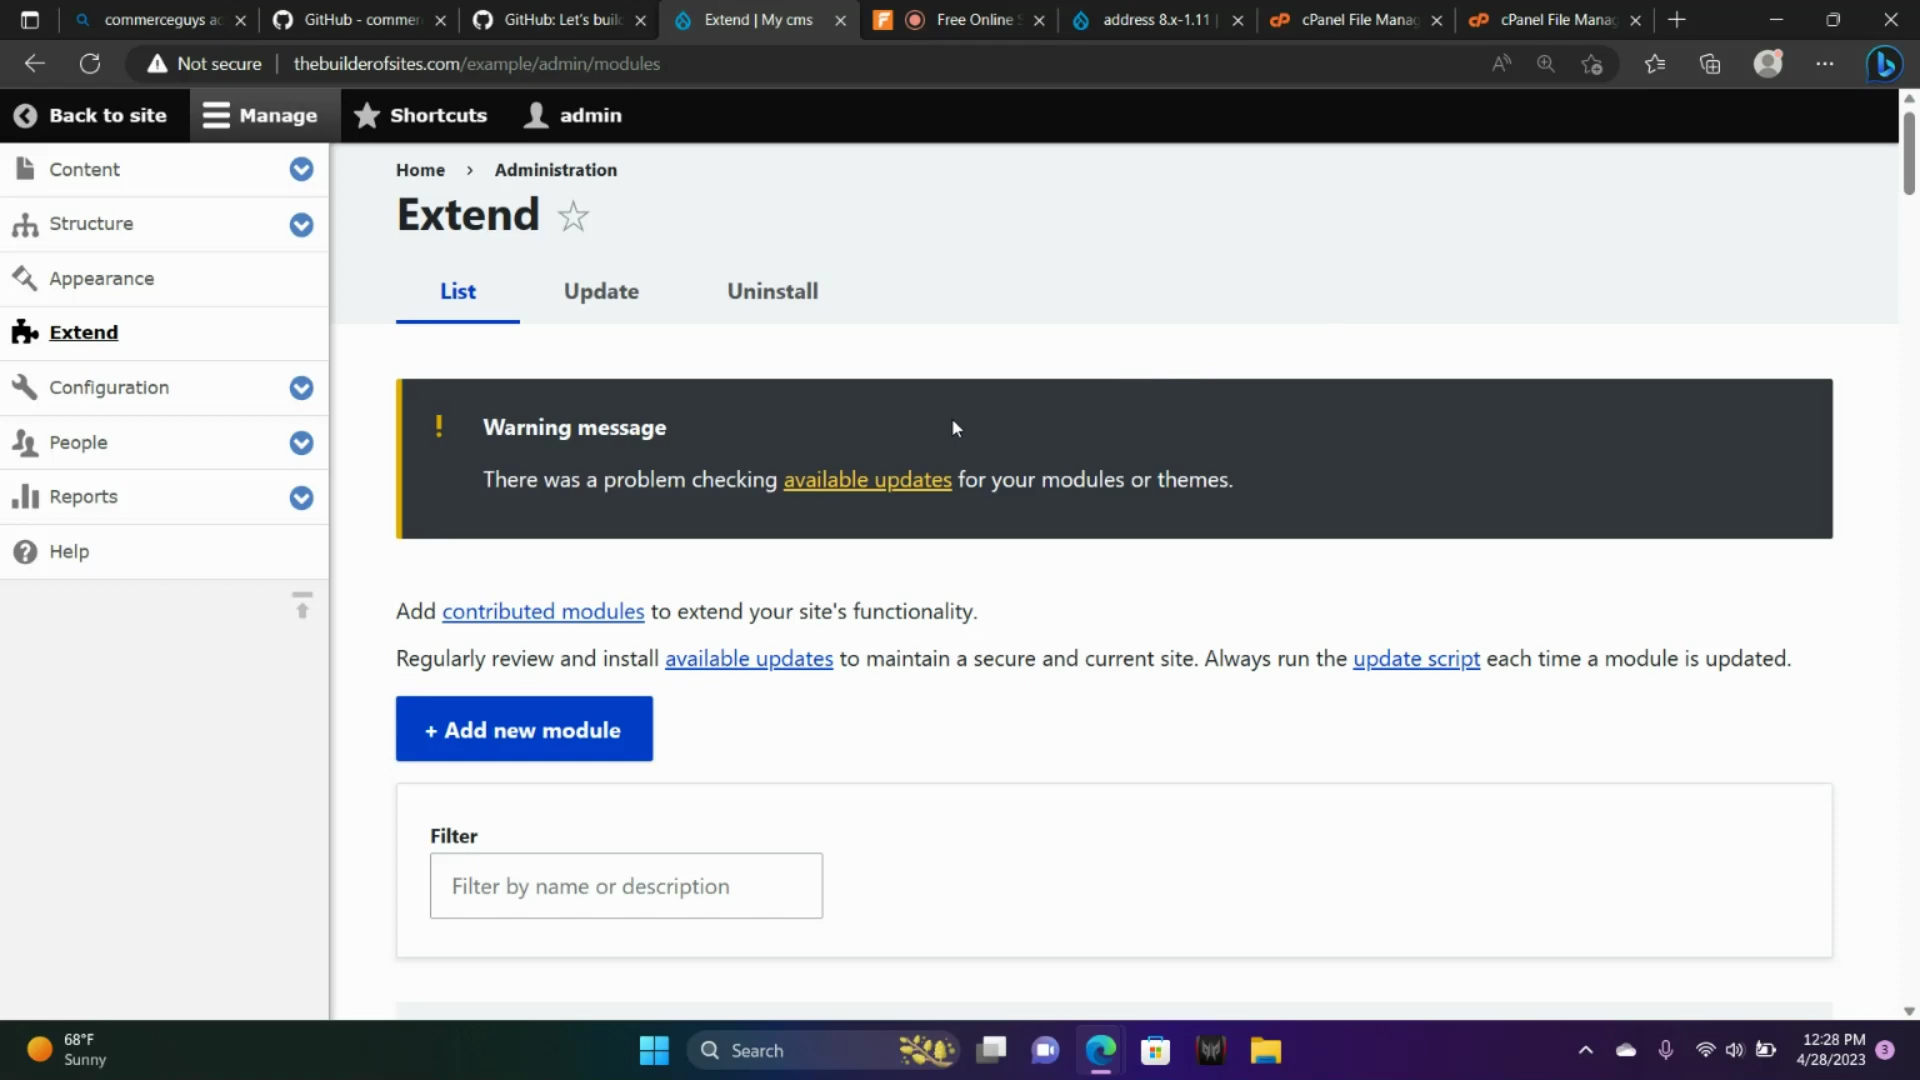 commerceguys ac
GitHub - commer
GitHub: Let's buil
Extend | My cms
Free Online S
address 8.x-1.11 |
cPanel File Manag
cPanel File Manag
Not secure
thebuilderofsites.com/example/admin/modules
Back to site
Manage
Shortcuts
admin
Content
Structure
Appearance
Extend
Configuration
People
Reports
Help
Home > Administration
Extend
List
Update
Uninstall
Warning message
There was a problem checking available updates for your modules or themes.
Add contributed modules to extend your site's functionality.
Regularly review and install available updates to maintain a secure and current site. Always run the update script each time a module is updated.
+ Add new module
Filter
Filter by name or description
68°F
Sunny
Search
12:28 PM
4/28/2023
3